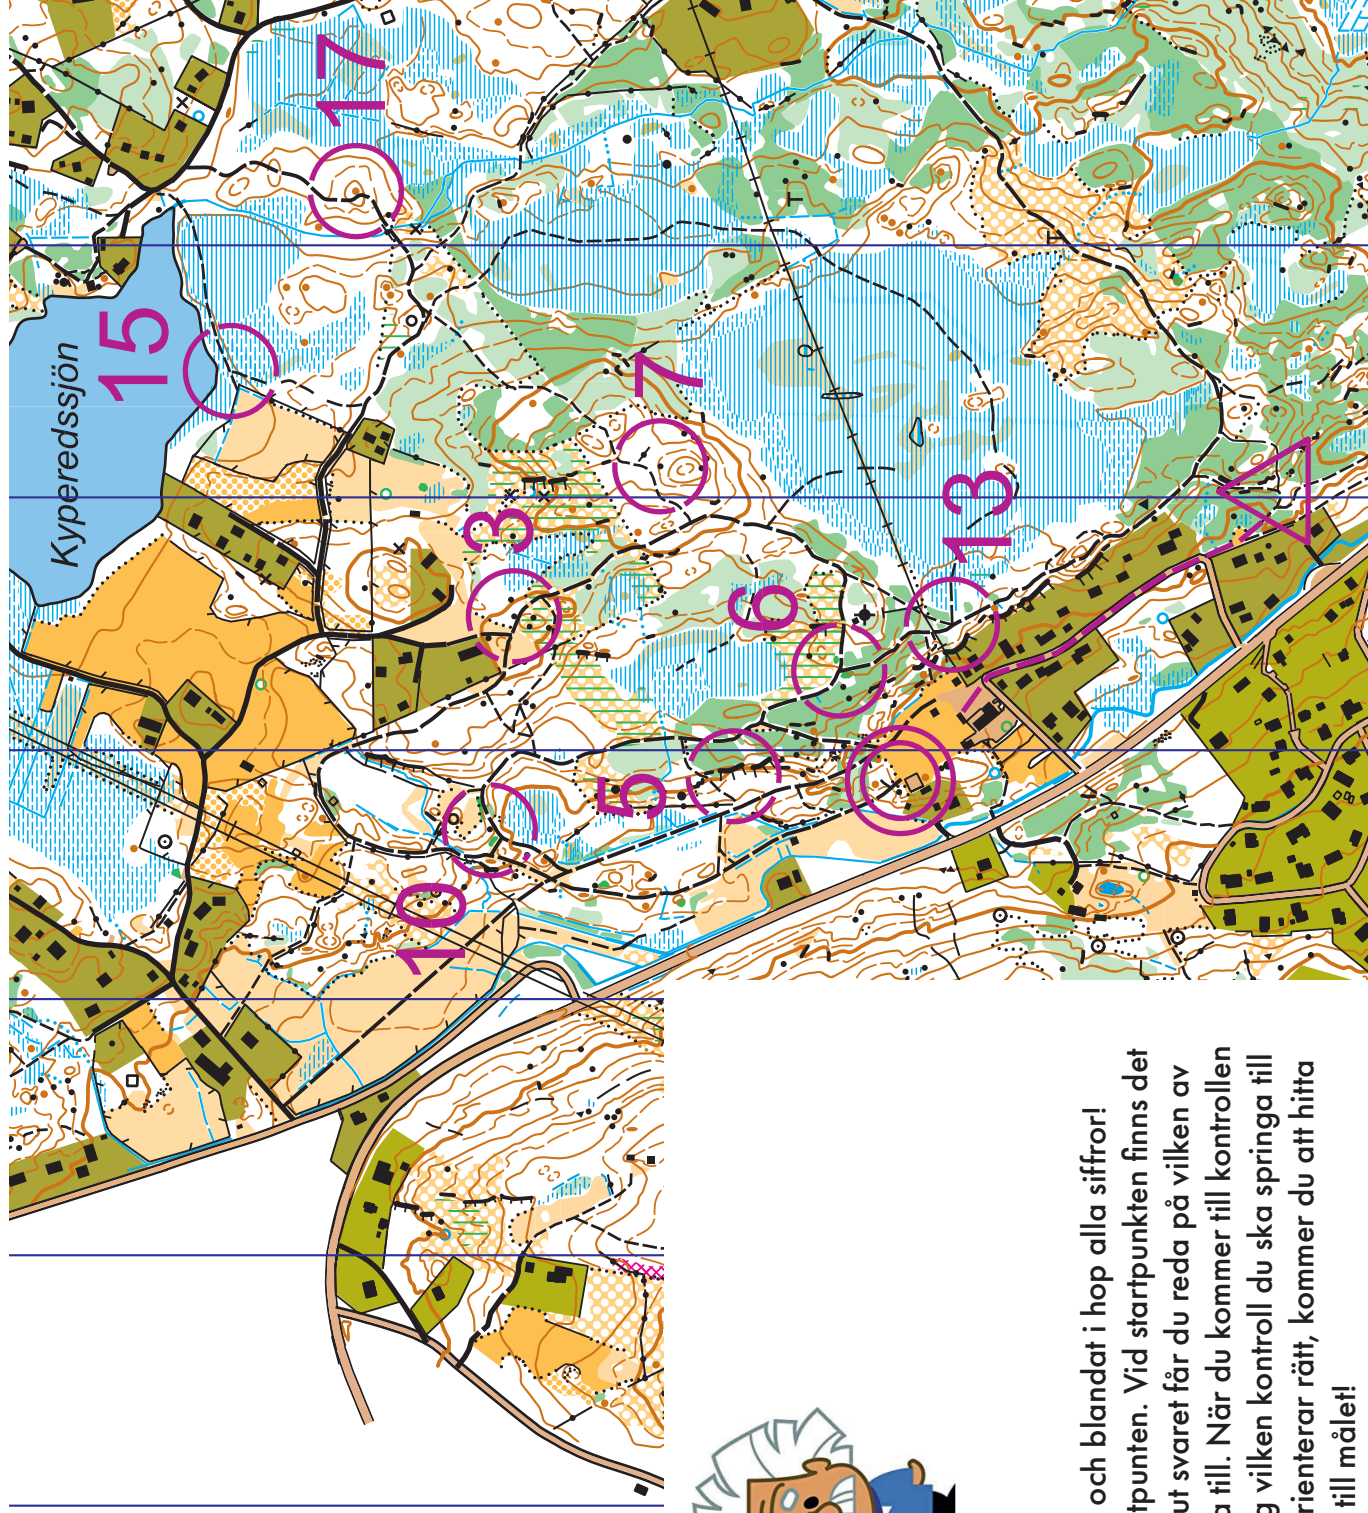 17
15
Kyperedssjön
7
3
13
6
5
10
och blandat i hop alla siffror!
tpunten. Vid startpunkten finns det
ut svaret får du reda på vilken av
a till. När du kommer till kontrollen
g vilken kontroll du ska springa till
rienterar rätt, kommer du att hitta
till målet!